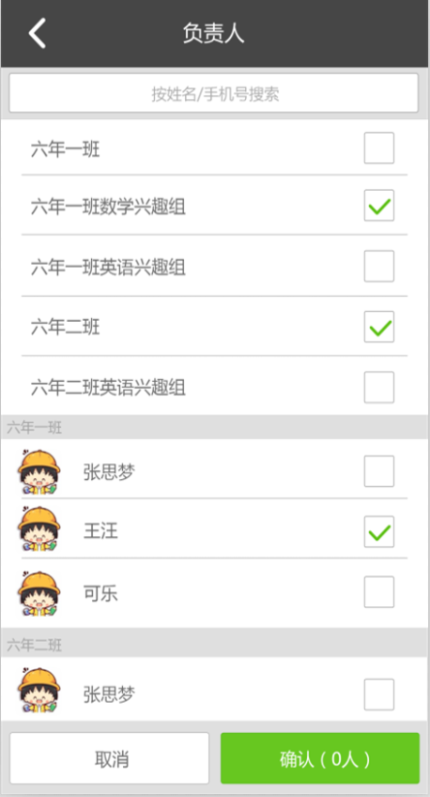 负责人
按姓名/手机号搜索
六年一班
六年一班数学兴趣组
六年一班英语兴趣组
六年二班
六年二班英语兴趣组
六年一班
张思梦
王汪
可乐
六年二班
张思梦
取消
确认（0人）